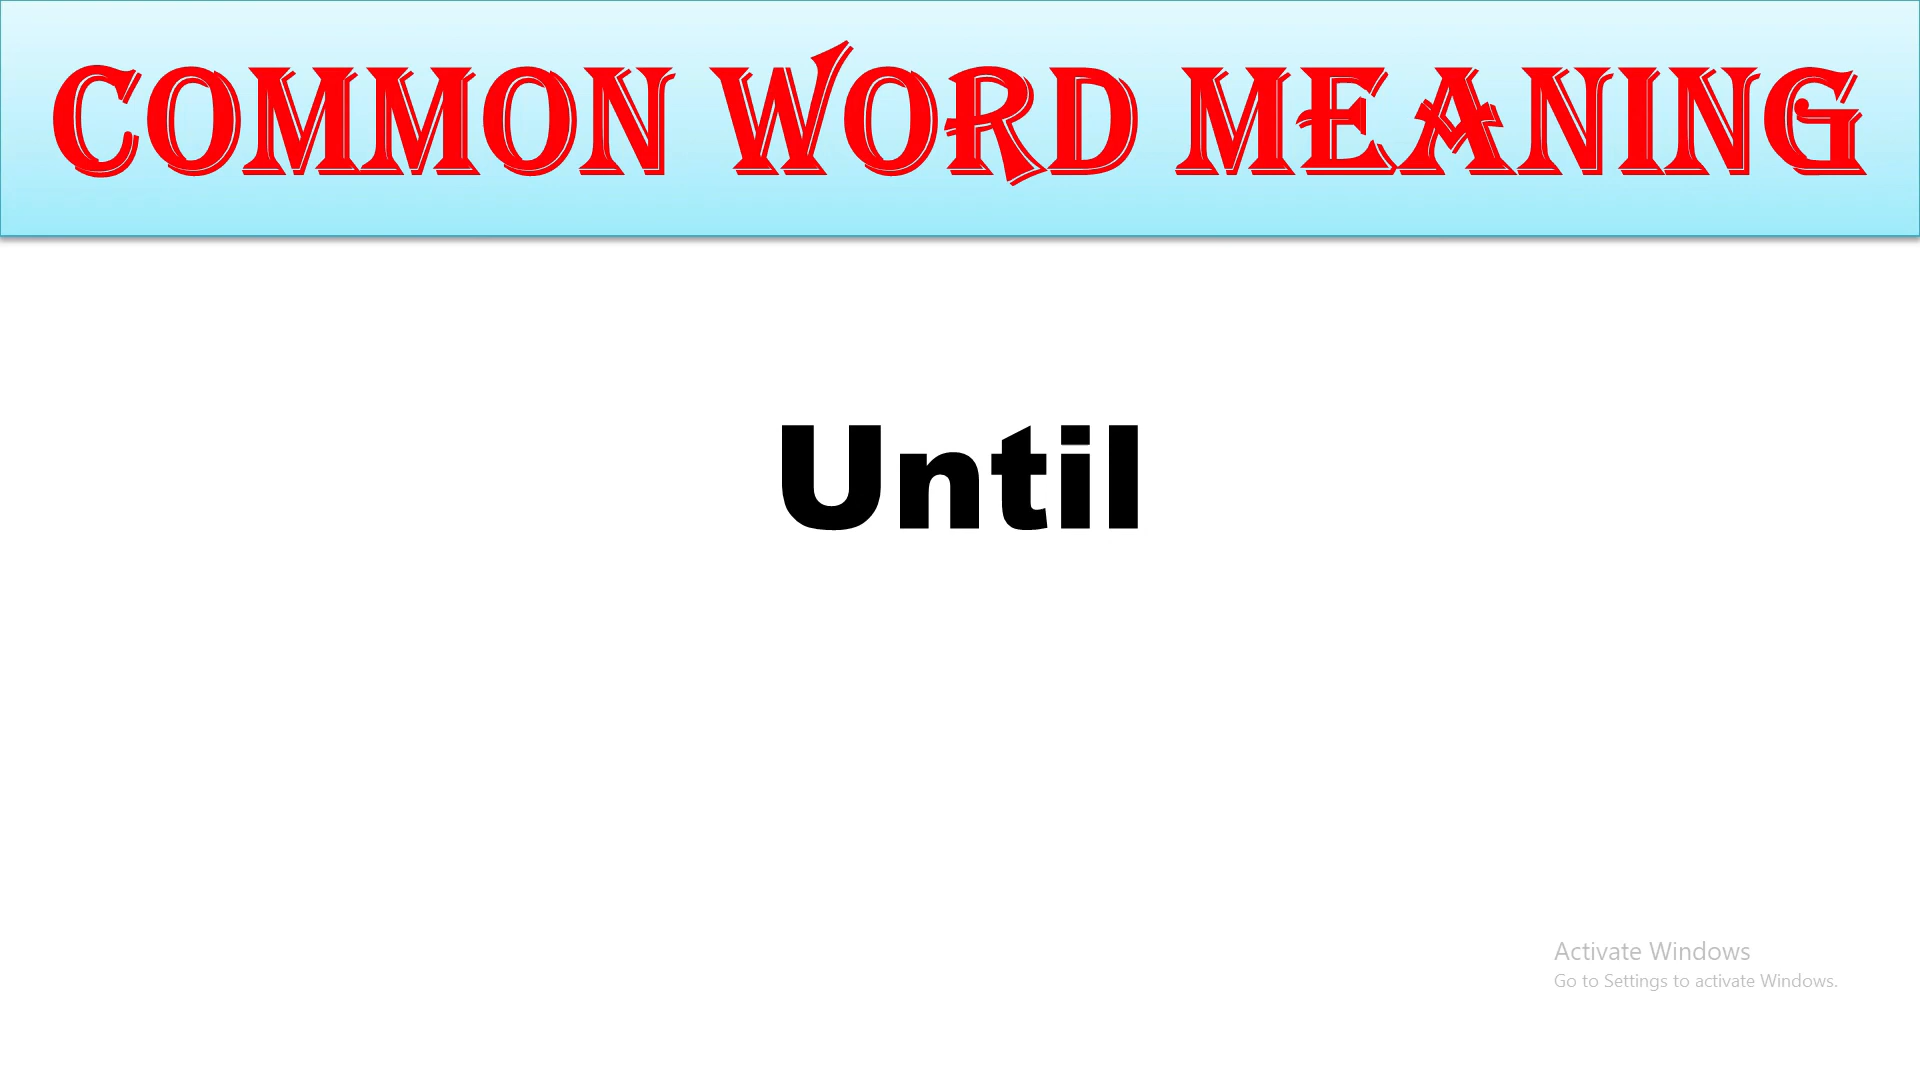 COMMON WORD MEANING
Until
Activate Windows
Go to Settings to activate Windows.